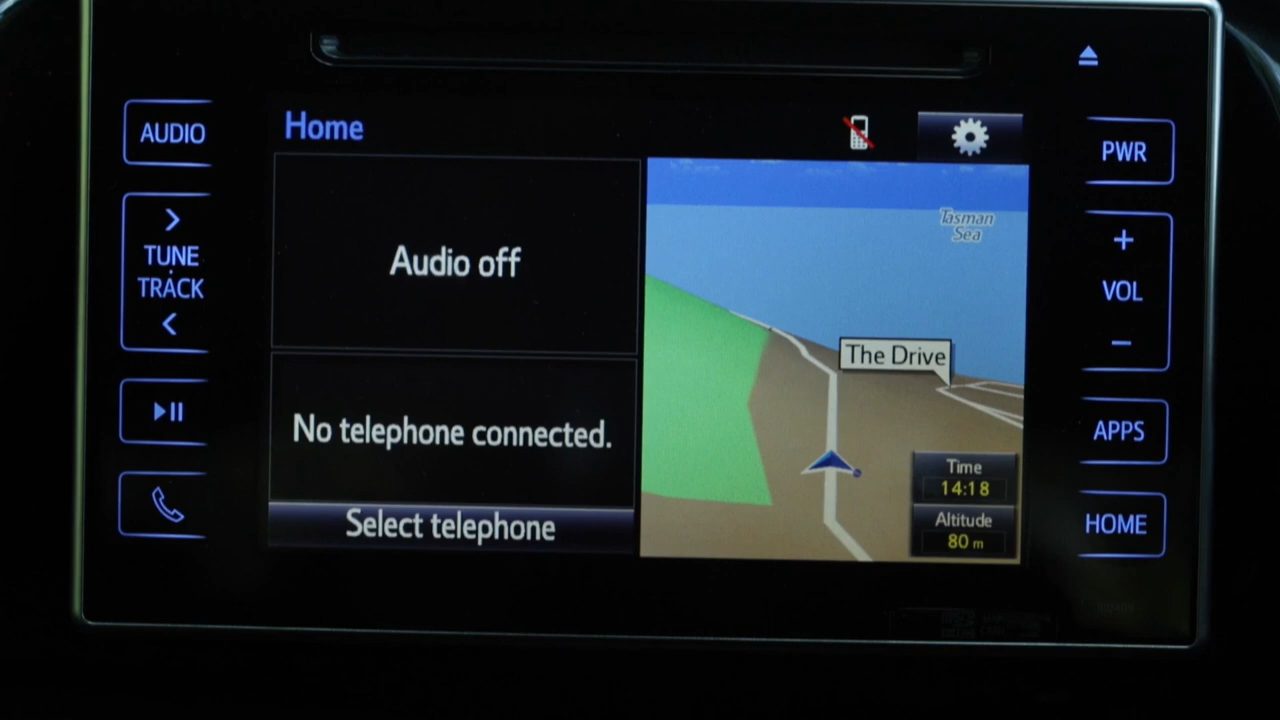 AUDIO
TUNE
TRACK
Home
Audio off
No telephone connected.
Select telephone
Tasman
Sea
The Drive
Time
14:18
Altitude
80 m
PWR
+
VOL
-
APPS
HOME